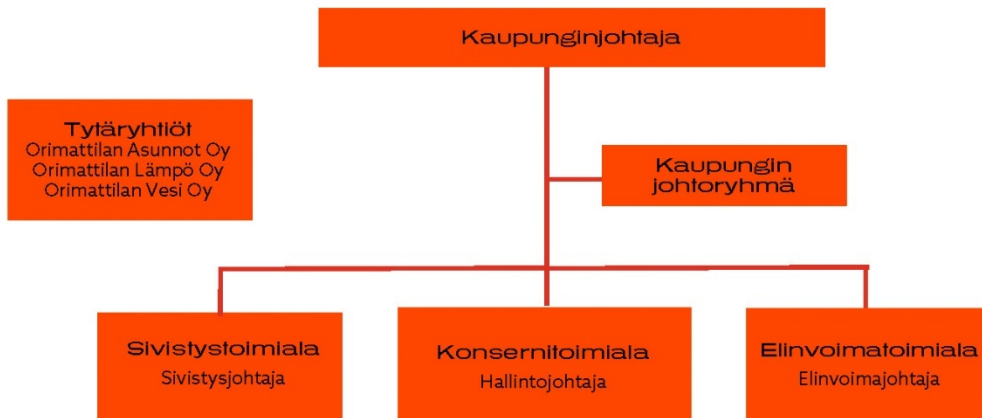 Kaupunginjohtaja
Tytäryhtiöt
Orimattilan Asunnot Oy
Orimattilan Lämpö Oy
Orimattilan Vesi Oy
Kaupungin
johtoryhmä
Sivistystoimiala
Sivistysjohtaja
Konsernitoimiala
Hallintojohtaja
Elinvoimatoimiala
Elinvoimajohtaja